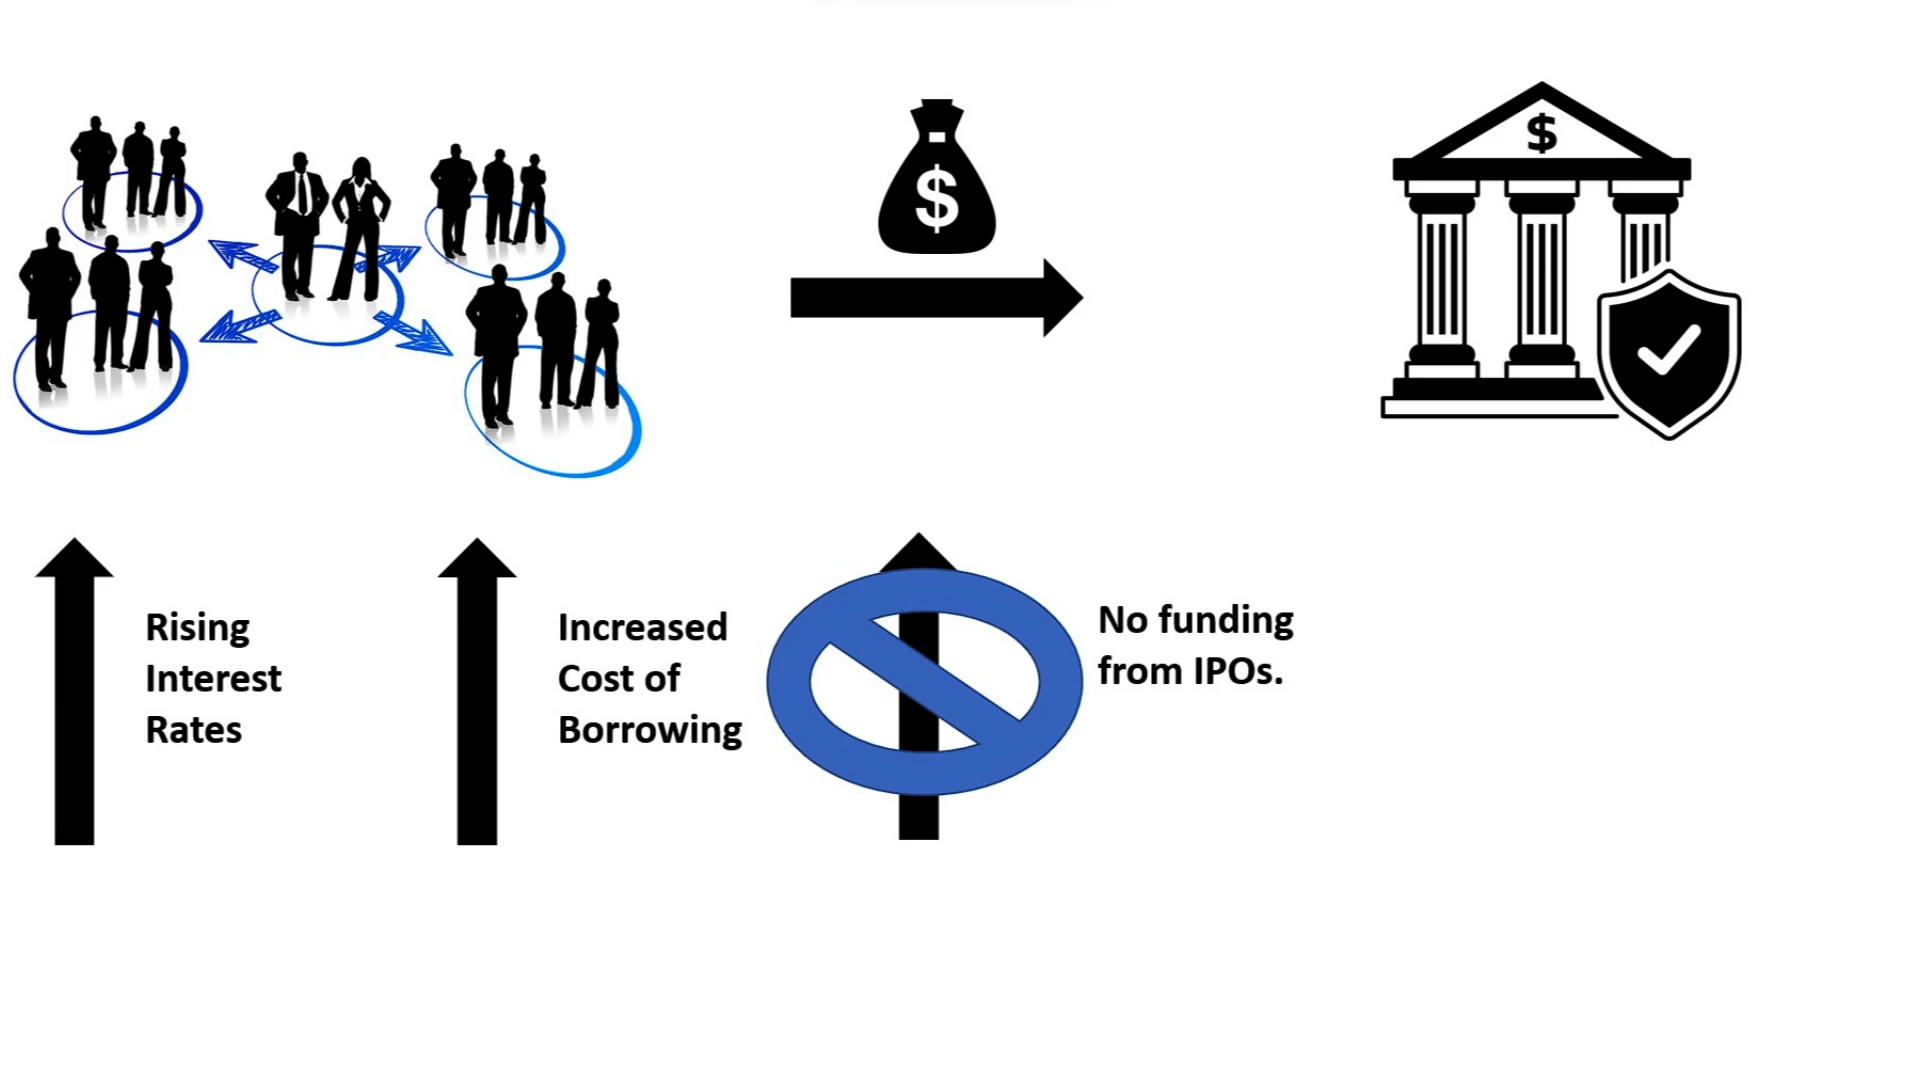 $
$
Rising
Interest
Rates
Increased
Cost of
Borrowing
No funding
from IPOs.